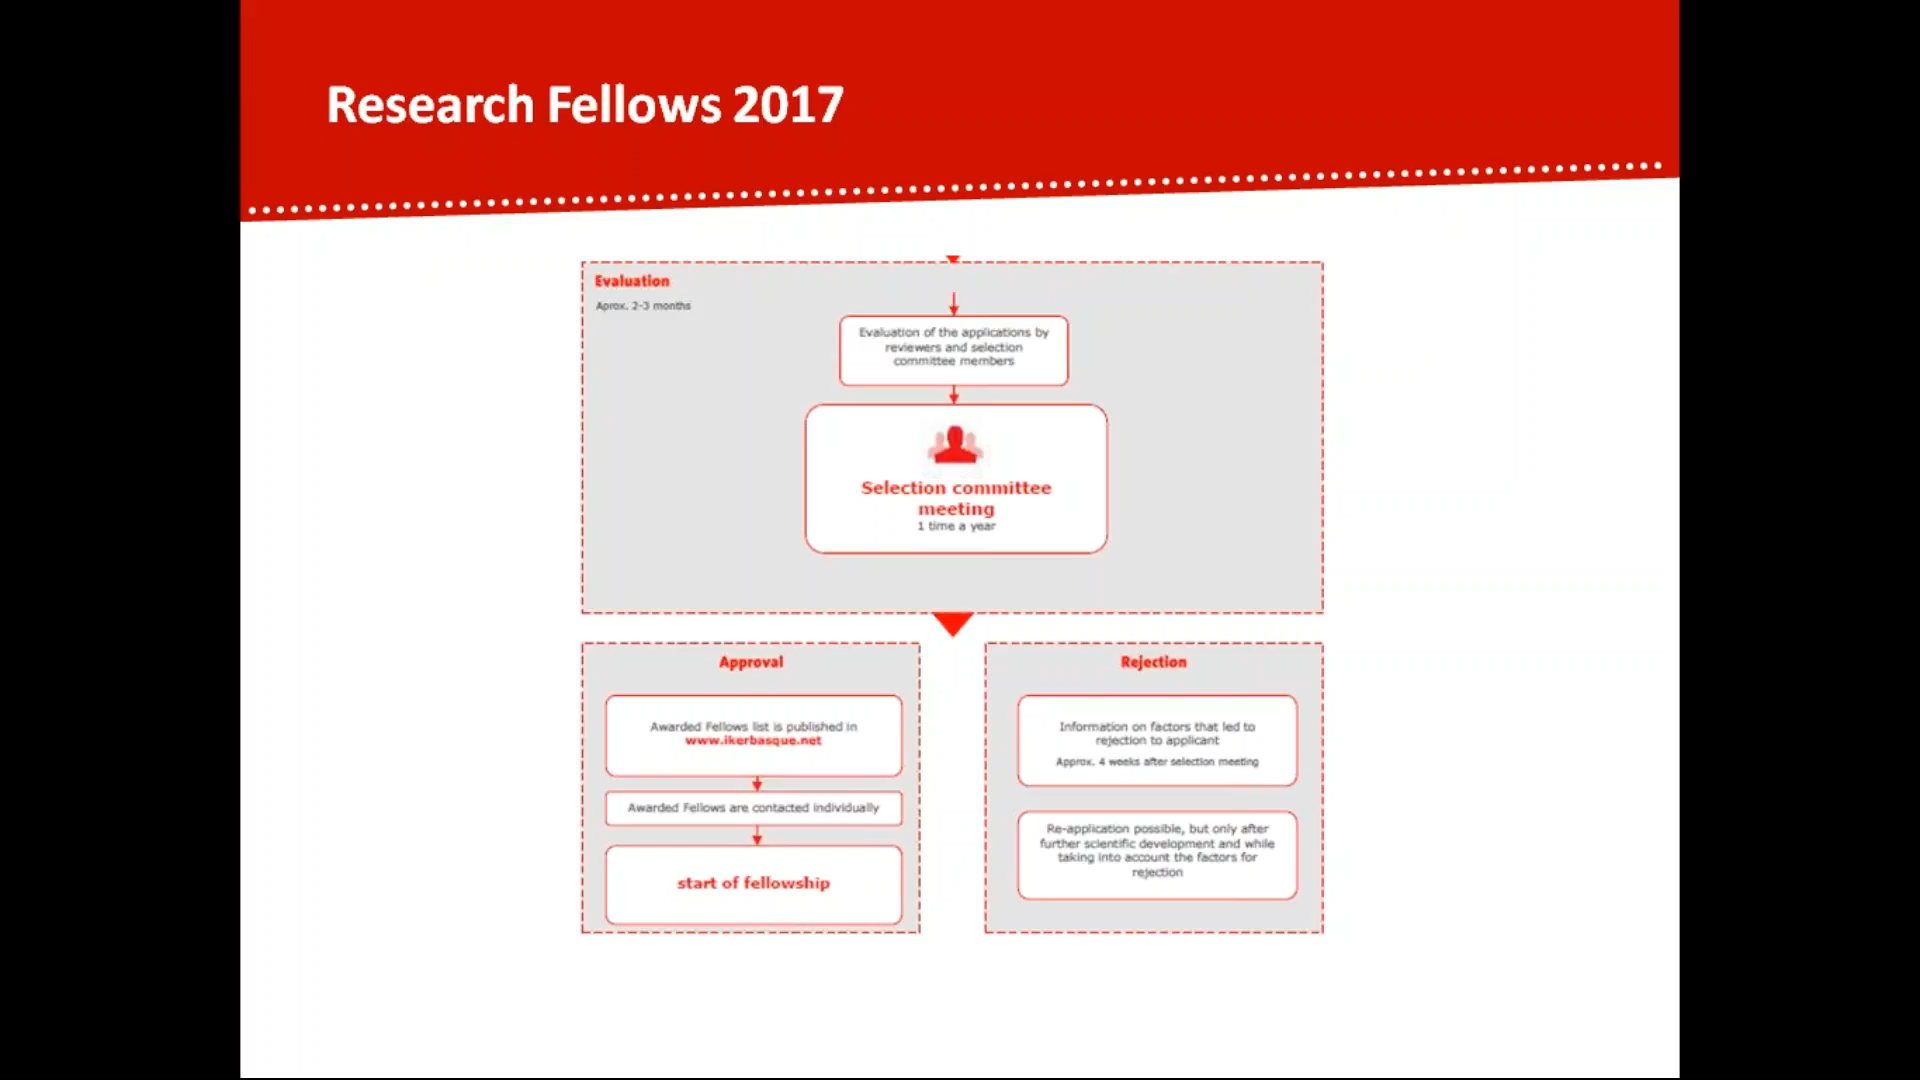 Research Fellows 2017
Evaluation
Aprox. 2-3 months
Evaluation of the applications by
reviewers and selection
committee members
Selection committee
meeting
1 time a year
Approval
Awarded Fellows list is published in
www.ikerbasque.net
Awarded Fellows are contacted individually
start of fellowship
Rejection
Information on factors that led to
rejection to applicant
Approx. 4 weeks after selection meeting
Re-application possible, but only after
further scientific development and while
taking into account the factors for
rejection